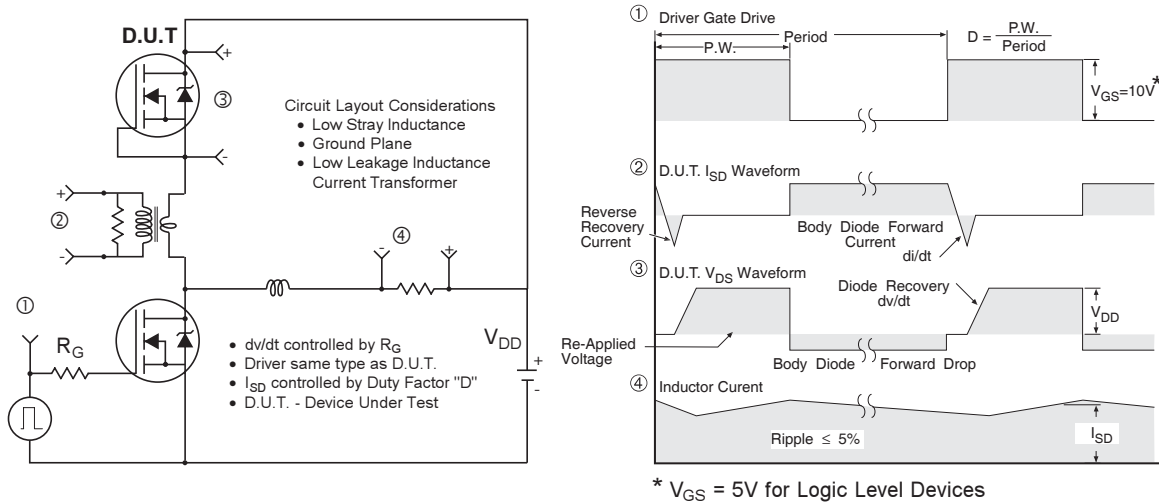 D.U.T
+
③
-
Circuit Layout Considerations
• Low Stray Inductance
• Ground Plane
• Low Leakage Inductance
Current Transformer
+
②
-
④
-
+
①
R_G
• dv/dt controlled by R_G
• Driver same type as D.U.T.
• I_SD controlled by Duty Factor "D"
• D.U.T. - Device Under Test
V_DD
+
-
① Driver Gate Drive
P.W.
Period
D = P.W.
Period
V_GS=10V*
② D.U.T. I_SD Waveform
Reverse
Recovery
Current
Body Diode Forward
Current
di/dt
③ D.U.T. V_DS Waveform
Diode Recovery
dv/dt
V_DD
Re-Applied
Voltage
Body Diode Forward Drop
④ Inductor Curent
Ripple ≤ 5%
I_SD
* V_GS = 5V for Logic Level Devices